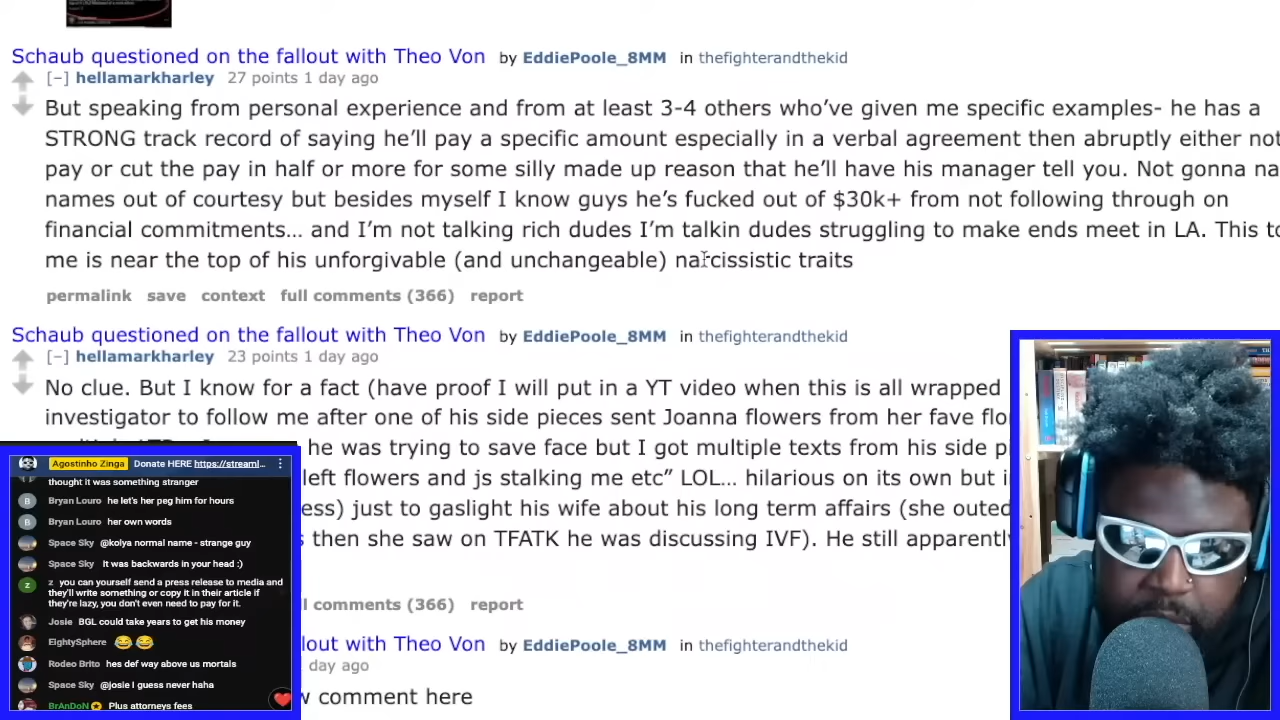 Schaub questioned on the fallout with Theo Von by EddiePoole_8MM in thefighterandthekid
[–] hellamarkharley 27 points 1 day ago
But speaking from personal experience and from at least 3-4 others who've given me specific examples- he has a
STRONG track record of saying he'll pay a specific amount especially in a verbal agreement then abruptly either not
pay or cut the pay in half or more for some silly made up reason that he'll have his manager tell you. Not gonna na
names out of courtesy but besides myself I know guys he's fucked out of $30k+ from not following through on
financial commitments... and I'm not talking rich dudes I'm talkin dudes struggling to make ends meet in LA. This to
me is near the top of his unforgivable (and unchangeable) narcissistic traits
permalink save context full comments (366) report
Schaub questioned on the fallout with Theo Von by EddiePoole_8MM in thefighterandthekid
[–] hellamarkharley 23 points 1 day ago
No clue. But I know for a fact (have proof I will put in a YT video when this is all wrapped
investigator to follow me after one of his side pieces sent Joanna flowers from her fave flo
he was trying to save face but I got multiple texts from his side p
left flowers and js stalking me etc" LOL... hilarious on its own but i
ess) just to gaslight his wife about his long term affairs (she outed
then she saw on TFATK he was discussing IVF). He still apparently
comments (366) report
lout with Theo Von by EddiePoole_8MM in thefighterandthekid
day ago
w comment here
Agostinho Zinga Donate HERE https://streaml...
thought it was something stranger
B Bryan Louro he let's her peg him for hours
B Bryan Louro her own words
Space Sky @kolya normal name - strange guy
Space Sky It was backwards in your head :)
z z you can yourself send a press release to media and
they'll write something or copy it in their article if
they're lazy, you don't even need to pay for it.
Josie BGL could take years to get his money
EightySphere 😂 😂
Rodeo Brito hes def way above us mortals
Space Sky @josie I guess never haha
BrAnDoN Plus attorneys fees